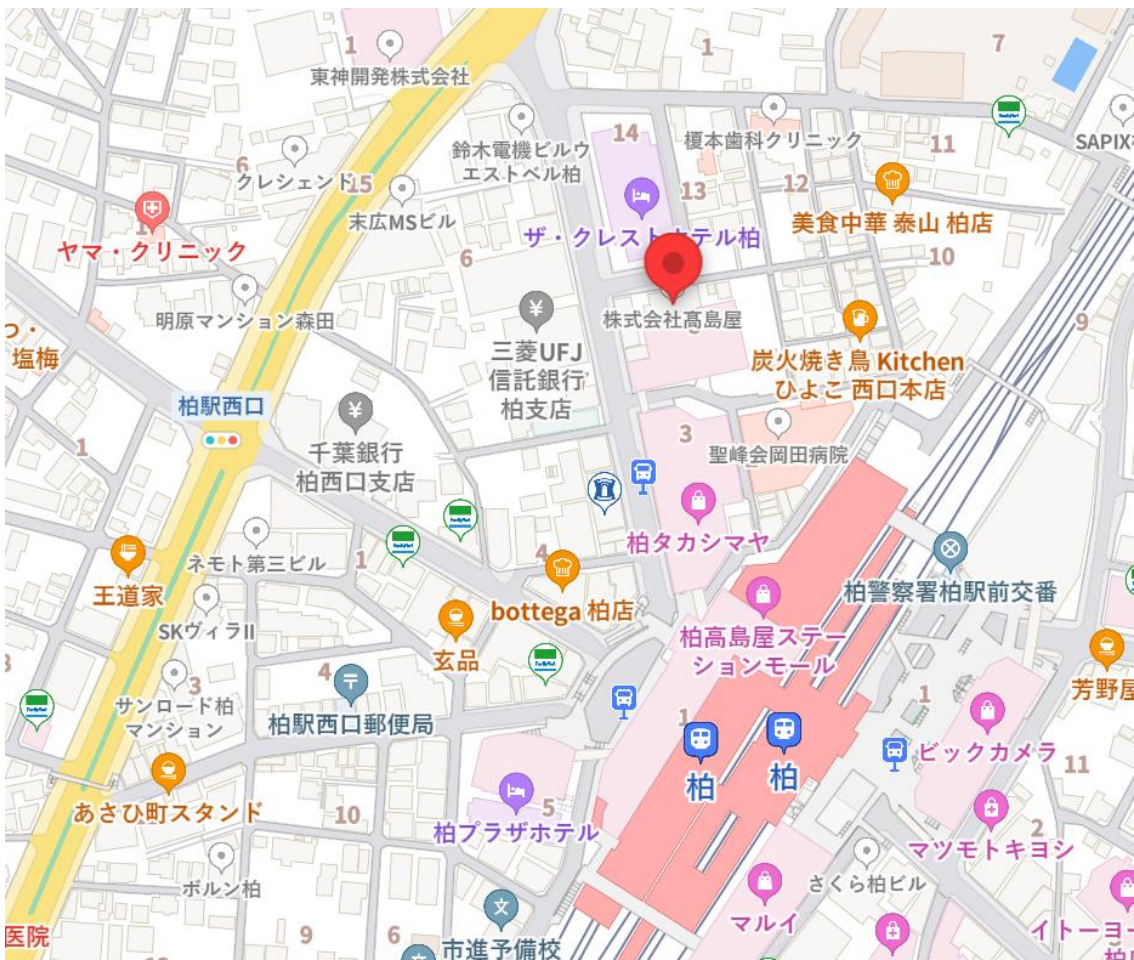 1
東神開発株式会社
1
7
鈴木電機ビルウ
エストベル柏
14
榎本歯科クリニック
11
SAPIX
6
クレシェンド
15
末広MSビル
13
12
美食中華 泰山 柏店
ヤマ・クリニック
ザ・クレストホテル柏
6
10
明原マンション森田
株式会社髙島屋
9
つ・
塩梅
三菱UFJ
信託銀行
柏支店
炭火焼き鳥 Kitchen
ひよこ 西口本店
柏駅西口
1
千葉銀行
柏西口支店
3
聖峰会岡田病院
FamilyMart
FamilyMart
柏タカシマヤ
1
4
ネモト第三ビル
王道家
bottega 柏店
柏警察署柏駅前交番
SKヴィラII
玄品
柏髙島屋ステー
ションモール
芳野屋
3
サンロード柏
マンション
4
柏駅西口郵便局
1
1
柏
柏
ビックカメラ
11
あさひ町スタンド
10
柏プラザホテル
5
マツモトキヨシ
2
ボルン柏
さくら柏ビル
マルイ
医院
9
6
市進予備校
イトーヨー